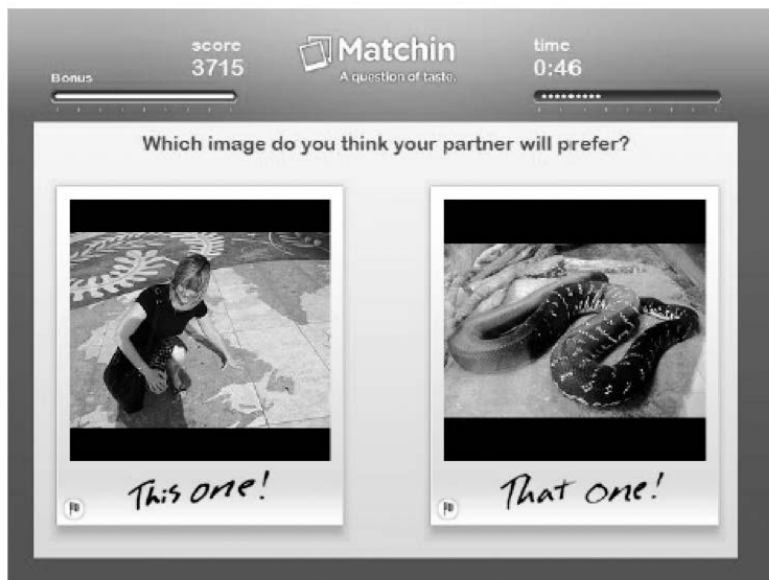 score
3715
Bonus
Matchin
A question of taste.
time
0:46
Which image do you think your partner will prefer?
This one!
That one!